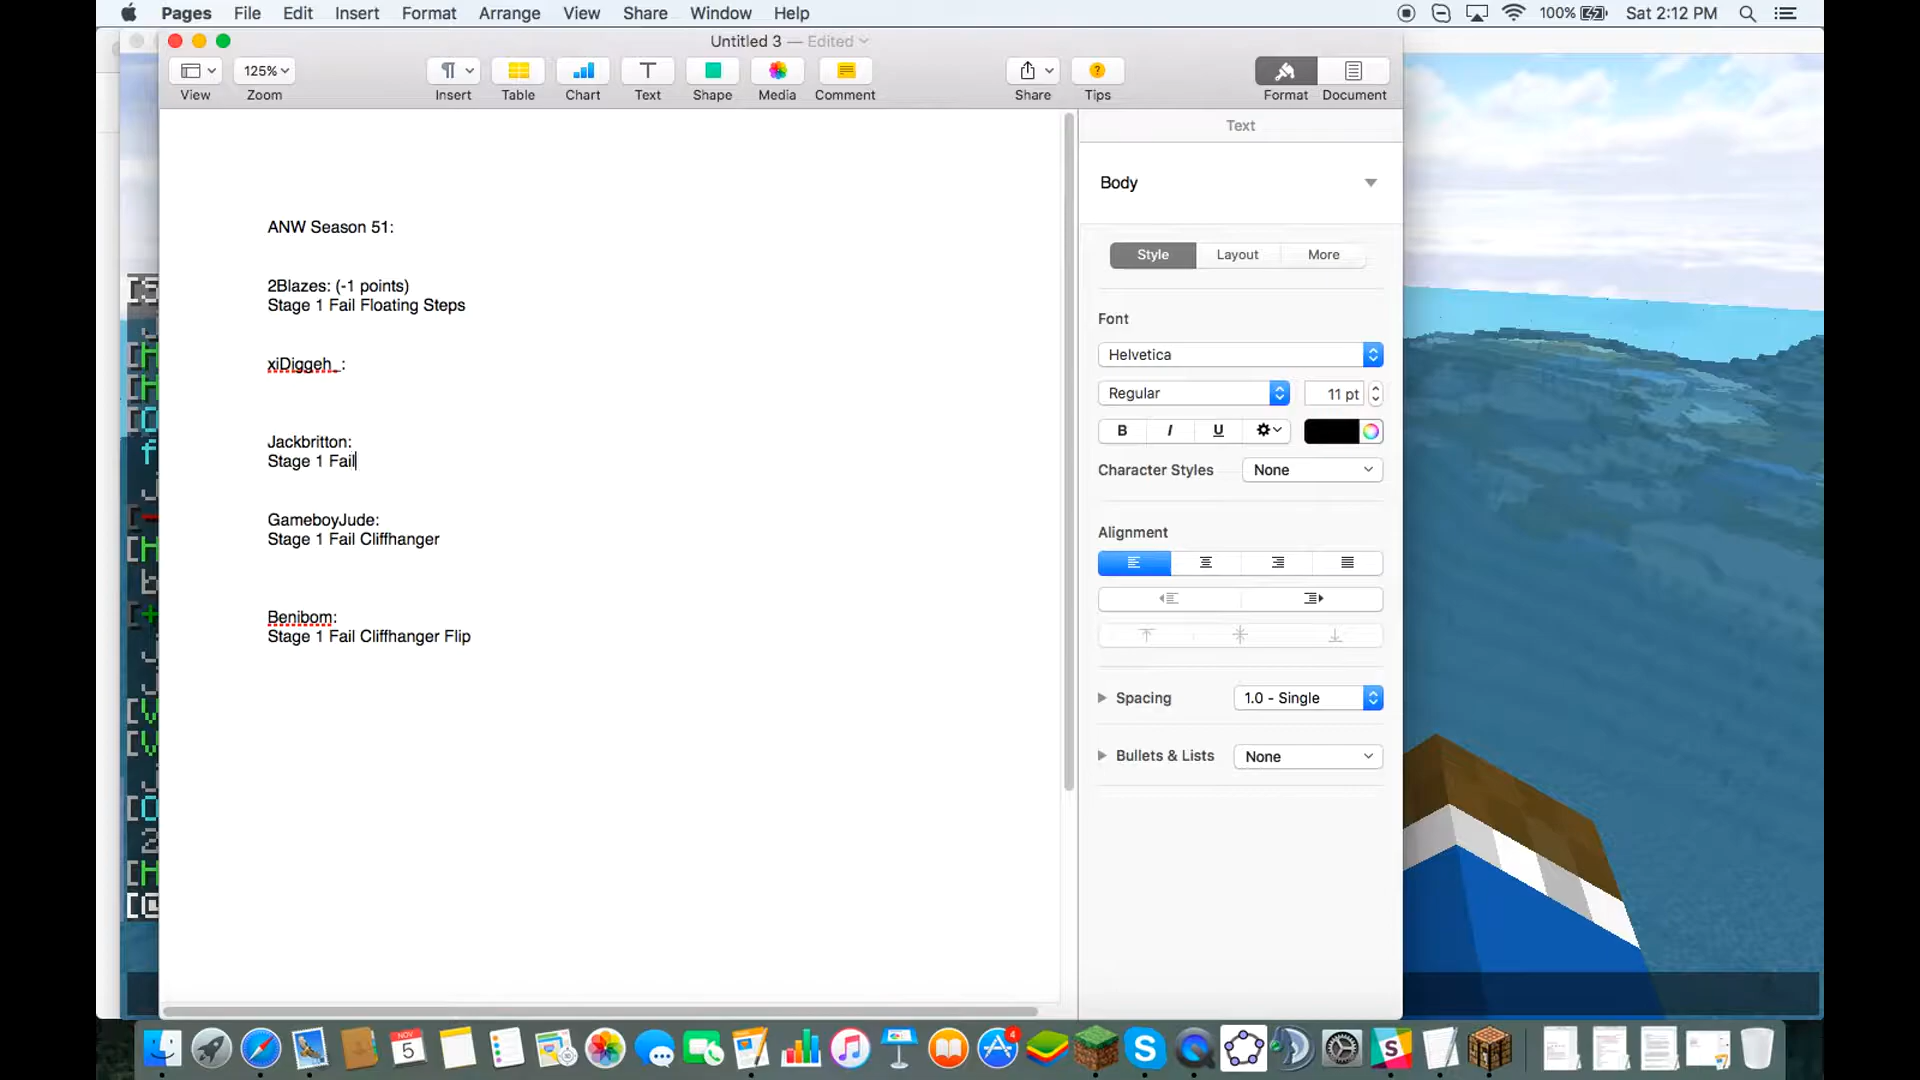 Pages File Edit Insert Format Arrange View Share Window Help 100% Sat 2:12 PM
Untitled 3 — Edited
125%
View Zoom Insert Table Chart Text Shape Media Comment Share Tips Format Document
Text
Body
Style Layout More
Font
Helvetica
Regular 11 pt
B I U
Character Styles None
Alignment
Spacing 1.0 - Single
Bullets & Lists None
ANW Season 51:
2Blazes: (-1 points)
Stage 1 Fail Floating Steps
xiDiggeh_:
Jackbritton:
Stage 1 Fail
GameboyJude:
Stage 1 Fail Cliffhanger
Benibom:
Stage 1 Fail Cliffhanger Flip
NOV
5
4